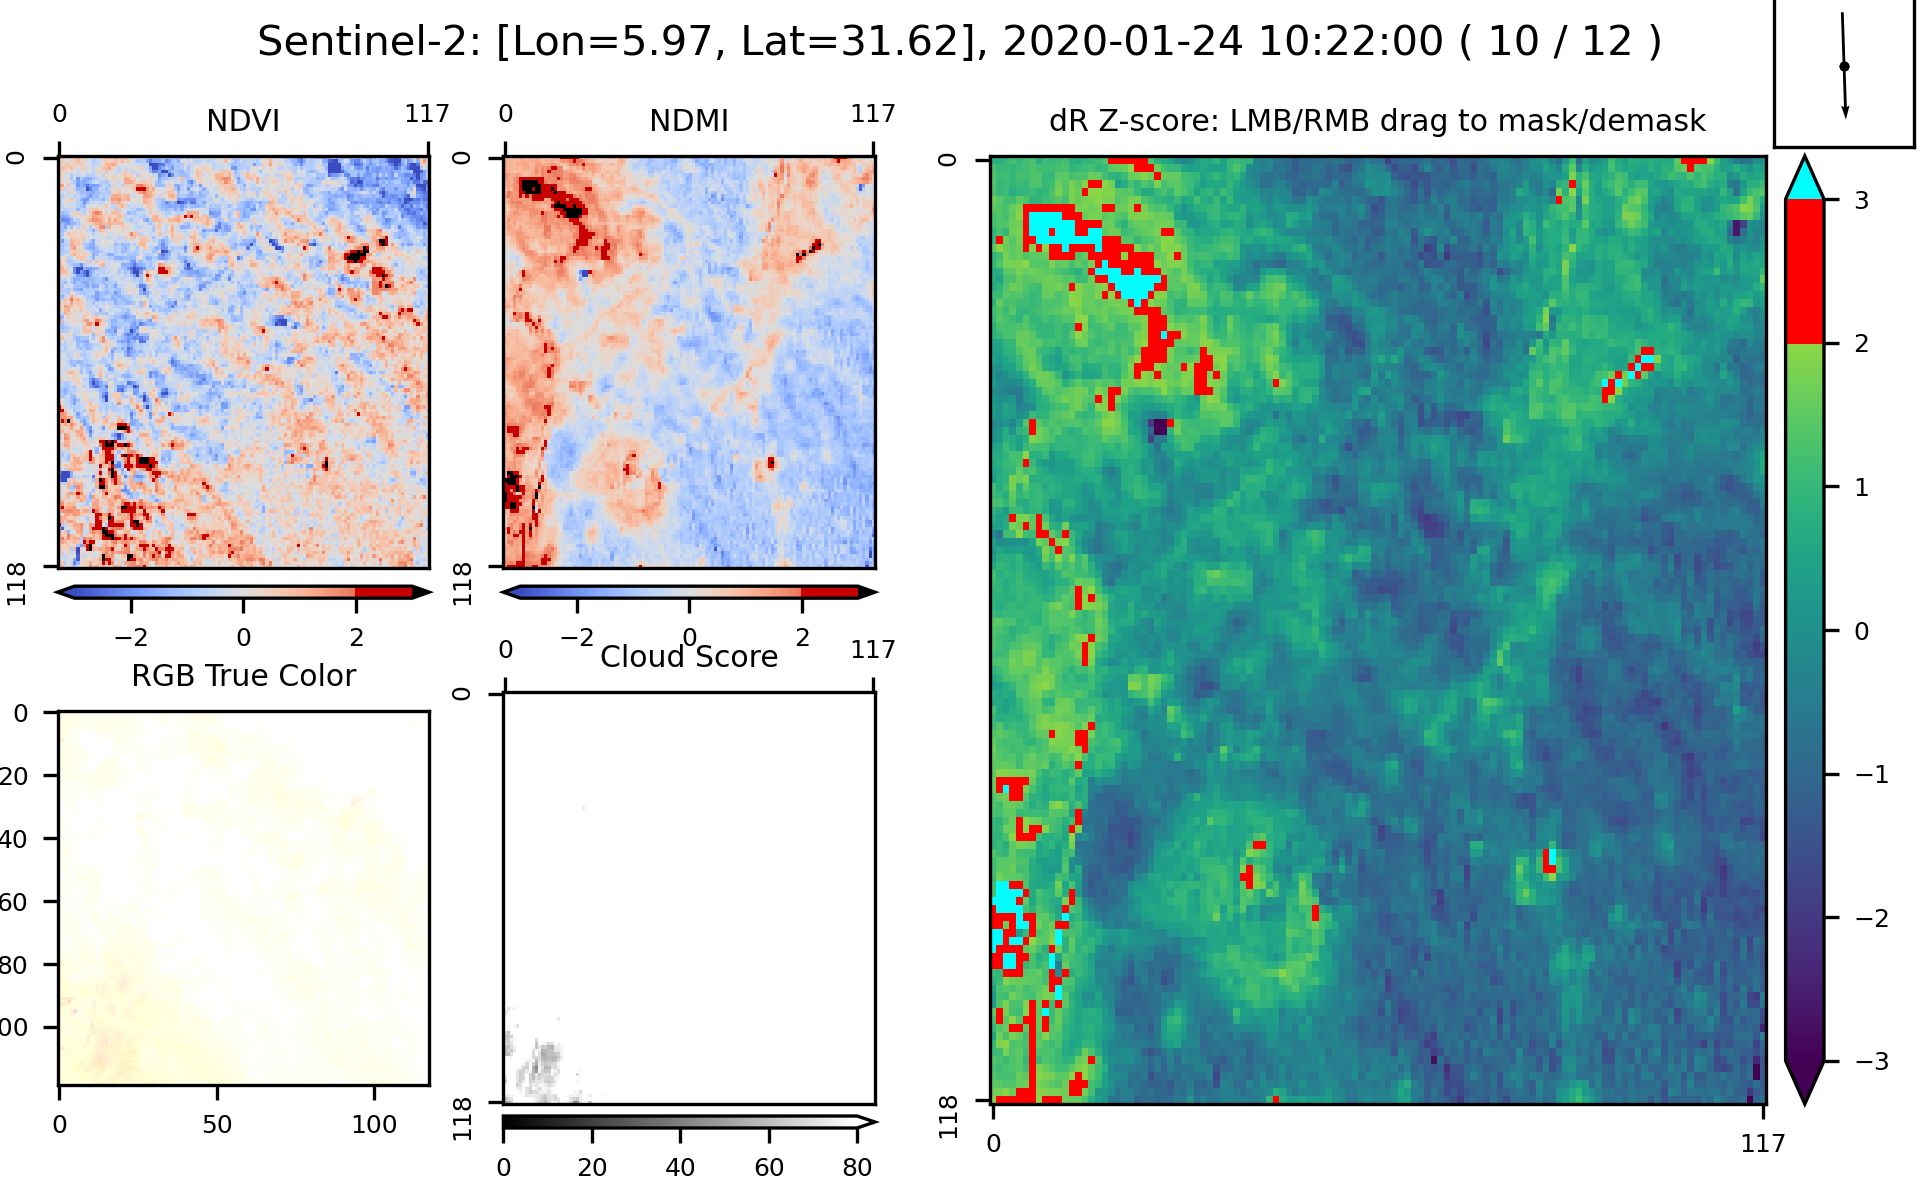 Sentinel-2: [Lon=5.97, Lat=31.62], 2020-01-24 10:22:00 ( 10 / 12 )
0 NDVI 117
0
118
−2 0 2
0 NDMI 117
0
118
−2 0 2
dR Z-score: LMB/RMB drag to mask/demask
0
118
0 117
3
2
1
0
−1
−2
−3
RGB True Color
0
20
40
60
80
00
0 50 100
0 Cloud Score 117
0
118
0 20 40 60 80